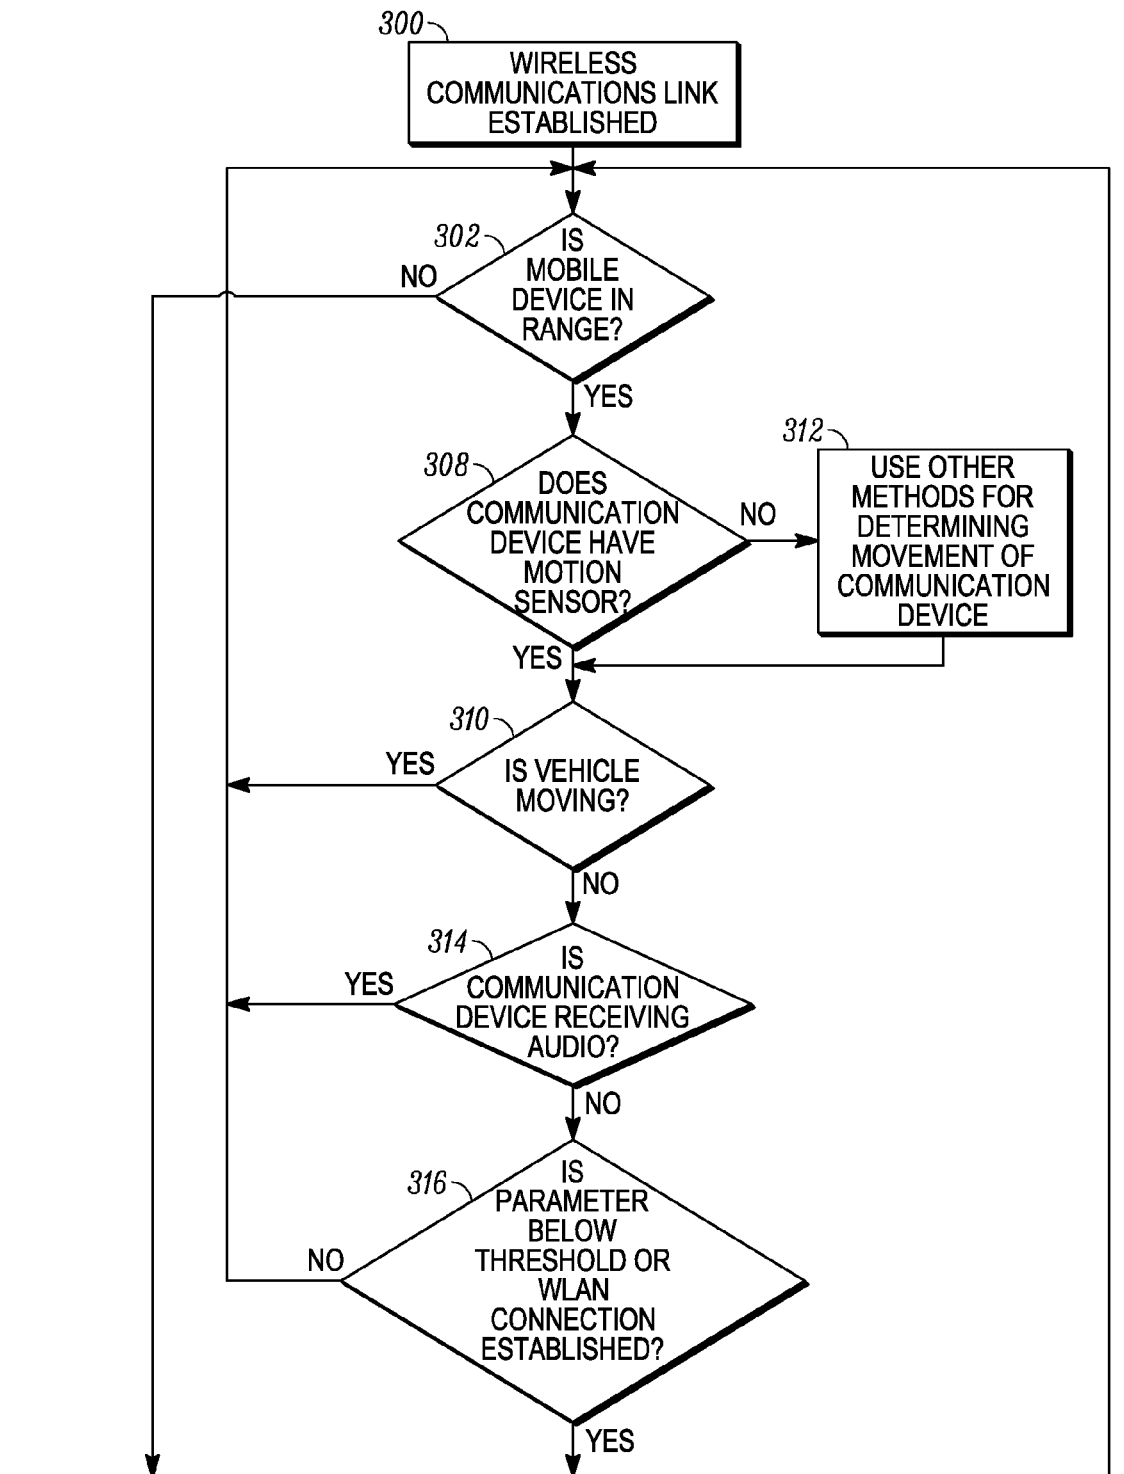 300
WIRELESS
COMMUNICATIONS LINK
ESTABLISHED
302
IS
MOBILE
DEVICE IN
RANGE?
NO
YES
308
DOES
COMMUNICATION
DEVICE HAVE
MOTION
SENSOR?
NO
312
USE OTHER
METHODS FOR
DETERMINING
MOVEMENT OF
COMMUNICATION
DEVICE
YES
310
IS VEHICLE
MOVING?
YES
NO
314
IS
COMMUNICATION
DEVICE RECEIVING
AUDIO?
YES
NO
316
IS
PARAMETER
BELOW
THRESHOLD OR
WLAN
CONNECTION
ESTABLISHED?
NO
YES